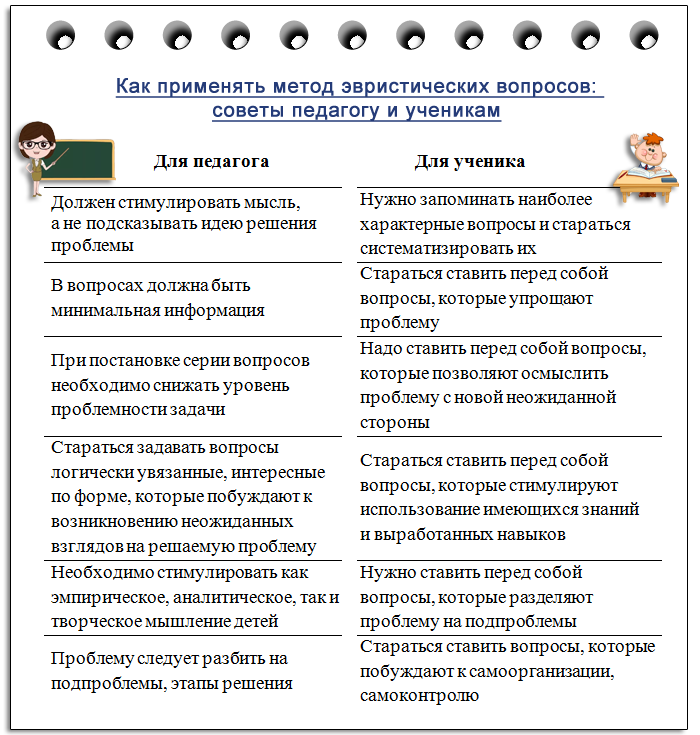 Как применять метод эвристических вопросов:
советы педагогу и ученикам
Для педагога
Для ученика
Должен стимулировать мысль,
а не подсказывать идею решения
проблемы
Нужно запоминать наиболее
характерные вопросы и стараться
систематизировать их
В вопросах должна быть
минимальная информация
Стараться ставить перед собой
вопросы, которые упрощают
проблему
При постановке серии вопросов
необходимо снижать уровень
проблемности задачи
Надо ставить перед собой вопросы,
которые позволяют осмыслить
проблему с новой неожиданной
стороны
Стараться задавать вопросы
логически увязанные, интересные
по форме, которые побуждают к
возникновению неожиданных
взглядов на решаемую проблему
Стараться ставить перед собой
вопросы, которые стимулируют
использование имеющихся знаний
и выработанных навыков
Необходимо стимулировать как
эмпирическое, аналитическое, так и
творческое мышление детей
Нужно ставить перед собой
вопросы, которые разделяют
проблему на подпроблемы
Проблему следует разбить на
подпроблемы, этапы решения
Стараться ставить вопросы, которые
побуждают к самоорганизации,
самоконтролю